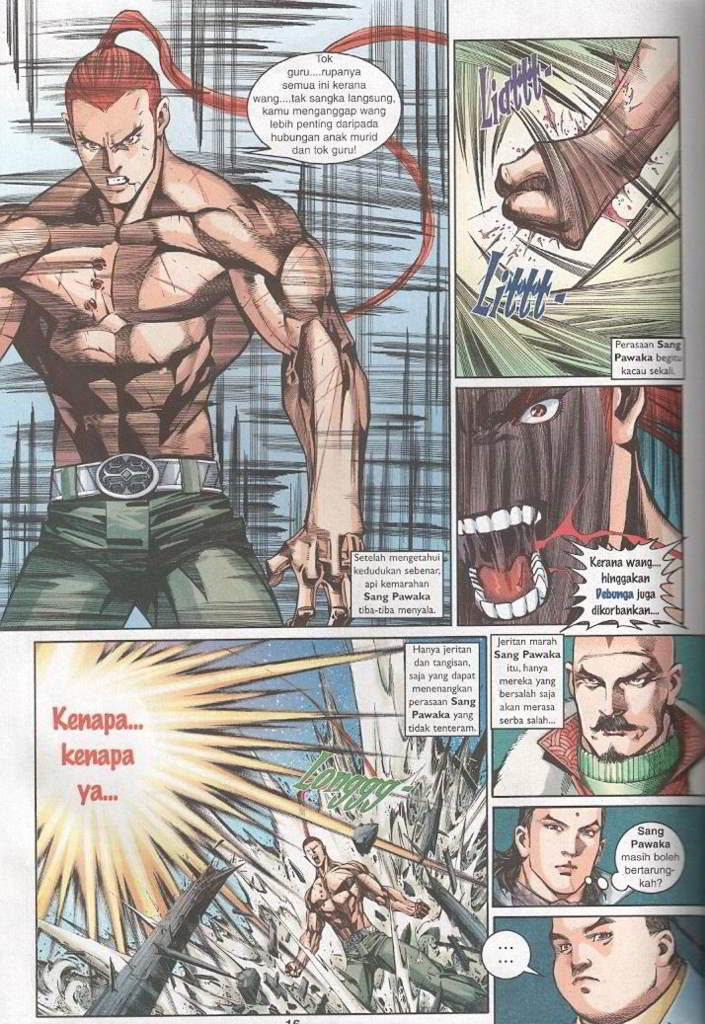 Tok
guru....rupanya
semua ini kerana
wang....tak sangka langsung,
kamu menganggap wang
lebih penting daripada
hubungan anak murid
dan tok guru!
Setelah mengetahui
kedudukan sebenar,
api kemarahan
Sang Pawaka
tiba-tiba menyala.
Liattt-
Litttt-
Perasaan Sang
Pawaka begitu
kacau sekali.
Kerana wang....
hinggakan
Debunga juga
dikorbankan....
Kenapa...
kenapa
ya...
Hanya jeritan
dan tangisan,
saja yang dapat
menenangkan
perasaan Sang
Pawaka yang
tidak tenteram.
Jeritan marah
Sang Pawaka
itu, hanya
mereka yang
bersalah saja
akan merasa
serba salah...
Sang
Pawaka
masih boleh
bertarung-
kah?
...
...
16